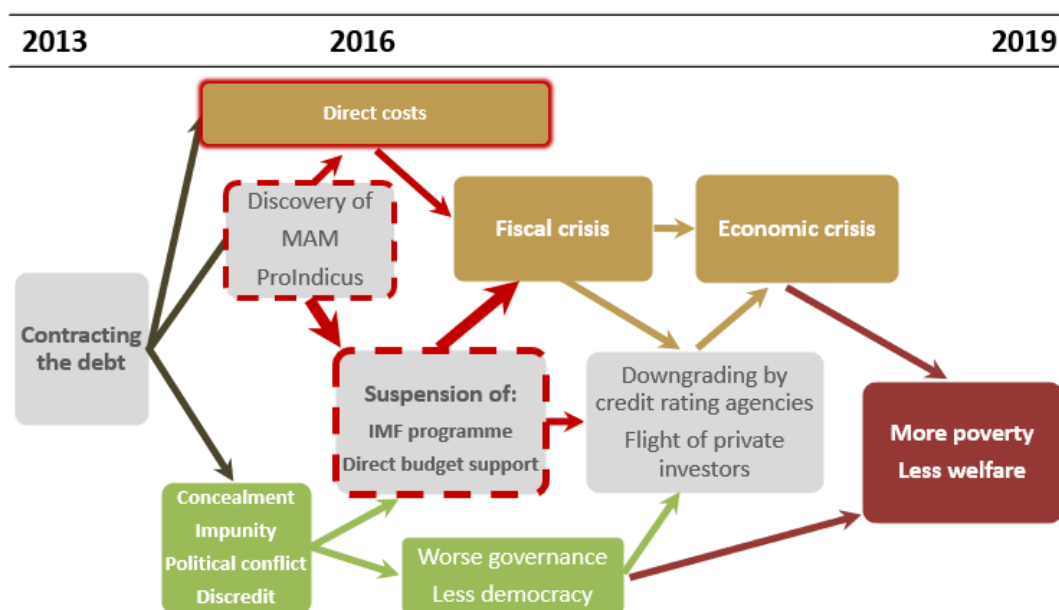 2013
2016
2019
Direct costs
Discovery of
MAM
ProIndicus
Fiscal crisis
Economic crisis
Contracting
the debt
Suspension of:
IMF programme
Direct budget support
Downgrading by
credit rating agencies
Flight of private
investors
More poverty
Less welfare
Concealment
Impunity
Political conflict
Discredit
Worse governance
Less democracy